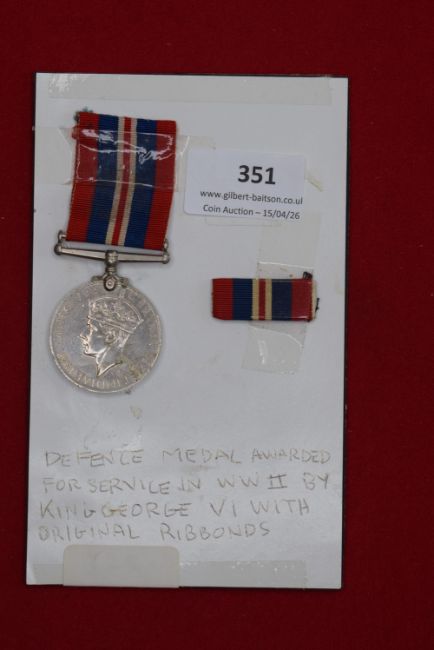 351
www.gilbert-baitson.co.uk
Coin Auction – 15/04/26
DEFENCE MEDAL AWARDED
FOR SERVICE IN WW II BY
KING GEORGE VI WITH
ORIGINAL RIBBONDS